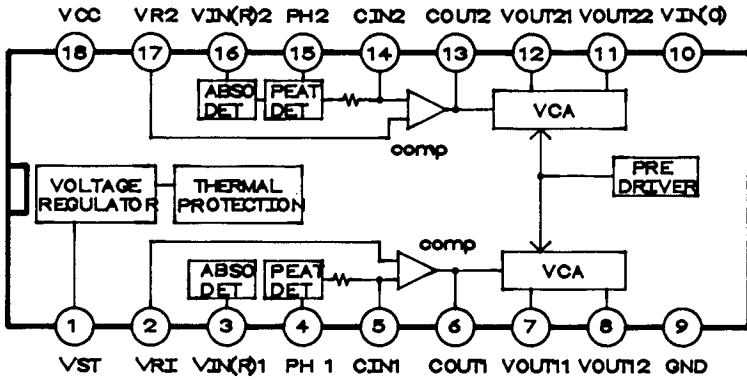 VCC VR2 VIN(R)2 PH2 CIN2 COUT2 VOUT21 VOUT22 VIN(O)
18 17 16 15 14 13 12 11 10
ABSO
DET
PEAT
DET
comp
VCA
VOLTAGE
REGULATOR
THERMAL
PROTECTION
PRE
DRIVER
comp
ABSO
DET
PEAT
DET
VCA
1 2 3 4 5 6 7 8 9
VST VRI VIN(R)1 PH 1 CIN1 COUT1 VOUT11 VOUT12 GND